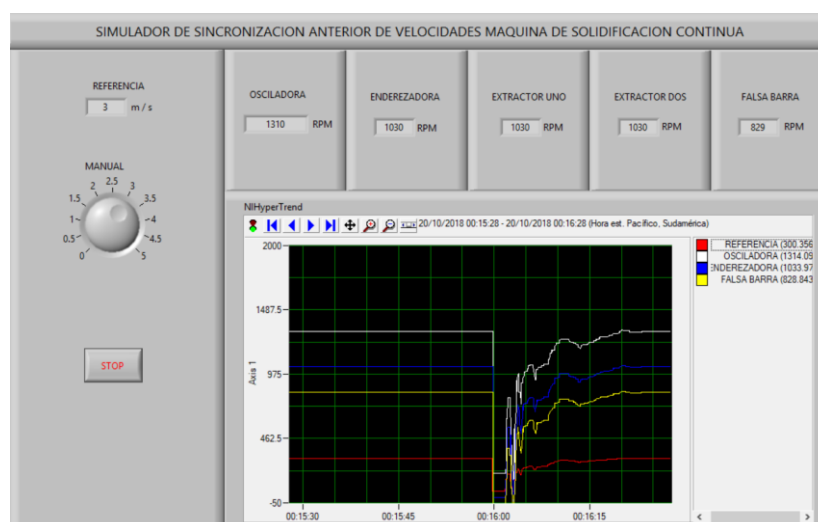 SIMULADOR DE SINCRONIZACION ANTERIOR DE VELOCIDADES MAQUINA DE SOLIDIFICACION CONTINUA
REFERENCIA
3 m / s
MANUAL
0
0.5
1
1.5
2
2.5
3
3.5
4
4.5
5
STOP
OSCILADORA
1310 RPM
ENDEREZADORA
1030 RPM
EXTRACTOR UNO
1030 RPM
EXTRACTOR DOS
1030 RPM
FALSA BARRA
829 RPM
NIHyperTrend
20/10/2018 00:15:28 - 20/10/2018 00:16:28 (Hora est. Pacífico, Sudamérica)
2000
1487.5
975
462.5
-50
Axis 1
00:15:30 00:15:45 00:16:00 00:16:15
REFERENCIA (300.356
OSCILADORA (1314.09
ENDEREZADORA (1033.97
FALSA BARRA (828.843